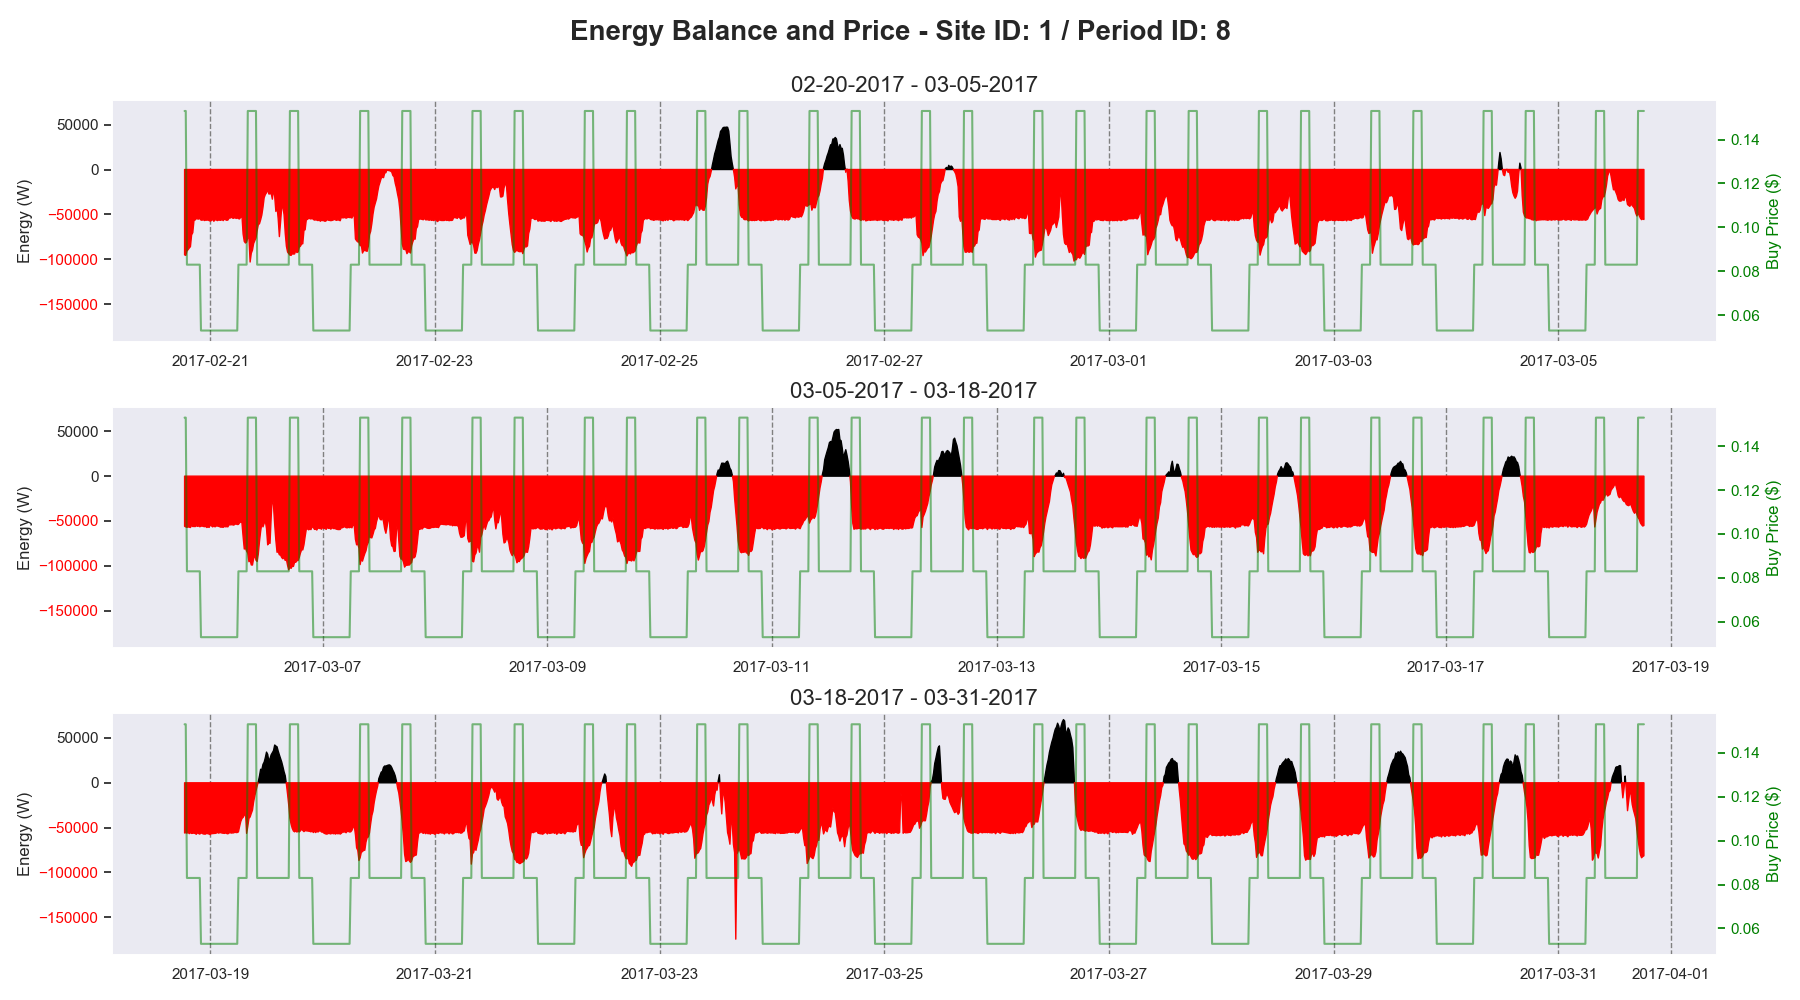 Energy Balance and Price - Site ID: 1 / Period ID: 8
02-20-2017 - 03-05-2017
Energy (W)
50000
0
−50000
−100000
−150000
0.14
0.12
0.10
0.08
0.06
Buy Price ($)
2017-02-21 2017-02-23 2017-02-25 2017-02-27 2017-03-01 2017-03-03 2017-03-05
03-05-2017 - 03-18-2017
Energy (W)
50000
0
−50000
−100000
−150000
0.14
0.12
0.10
0.08
0.06
Buy Price ($)
2017-03-07 2017-03-09 2017-03-11 2017-03-13 2017-03-15 2017-03-17 2017-03-19
03-18-2017 - 03-31-2017
Energy (W)
50000
0
−50000
−100000
−150000
0.14
0.12
0.10
0.08
0.06
Buy Price ($)
2017-03-19 2017-03-21 2017-03-23 2017-03-25 2017-03-27 2017-03-29 2017-03-31 2017-04-01